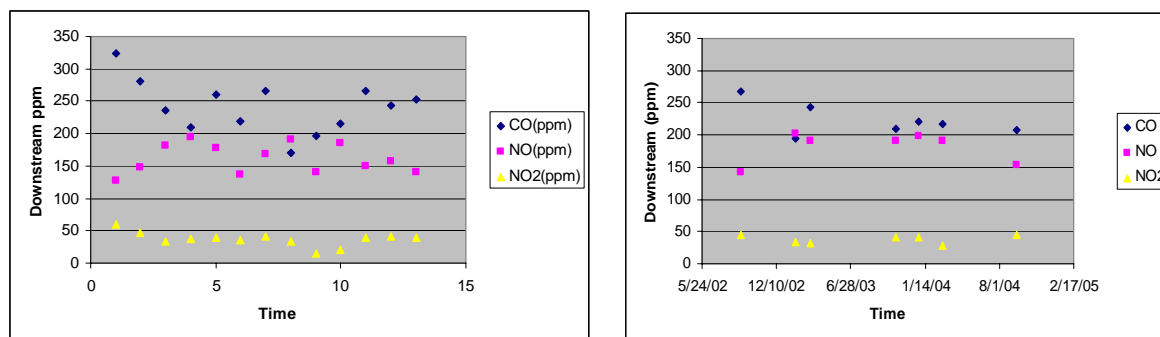 350
300
250
200
150
100
50
0
Downstream ppm
0 5 10 15
Time
CO(ppm)
NO(ppm)
NO2(ppm)
350
300
250
200
150
100
50
0
Downstream (ppm)
5/24/02 12/10/02 6/28/03 1/14/04 8/1/04 2/17/05
Time
CO
NO
NO2